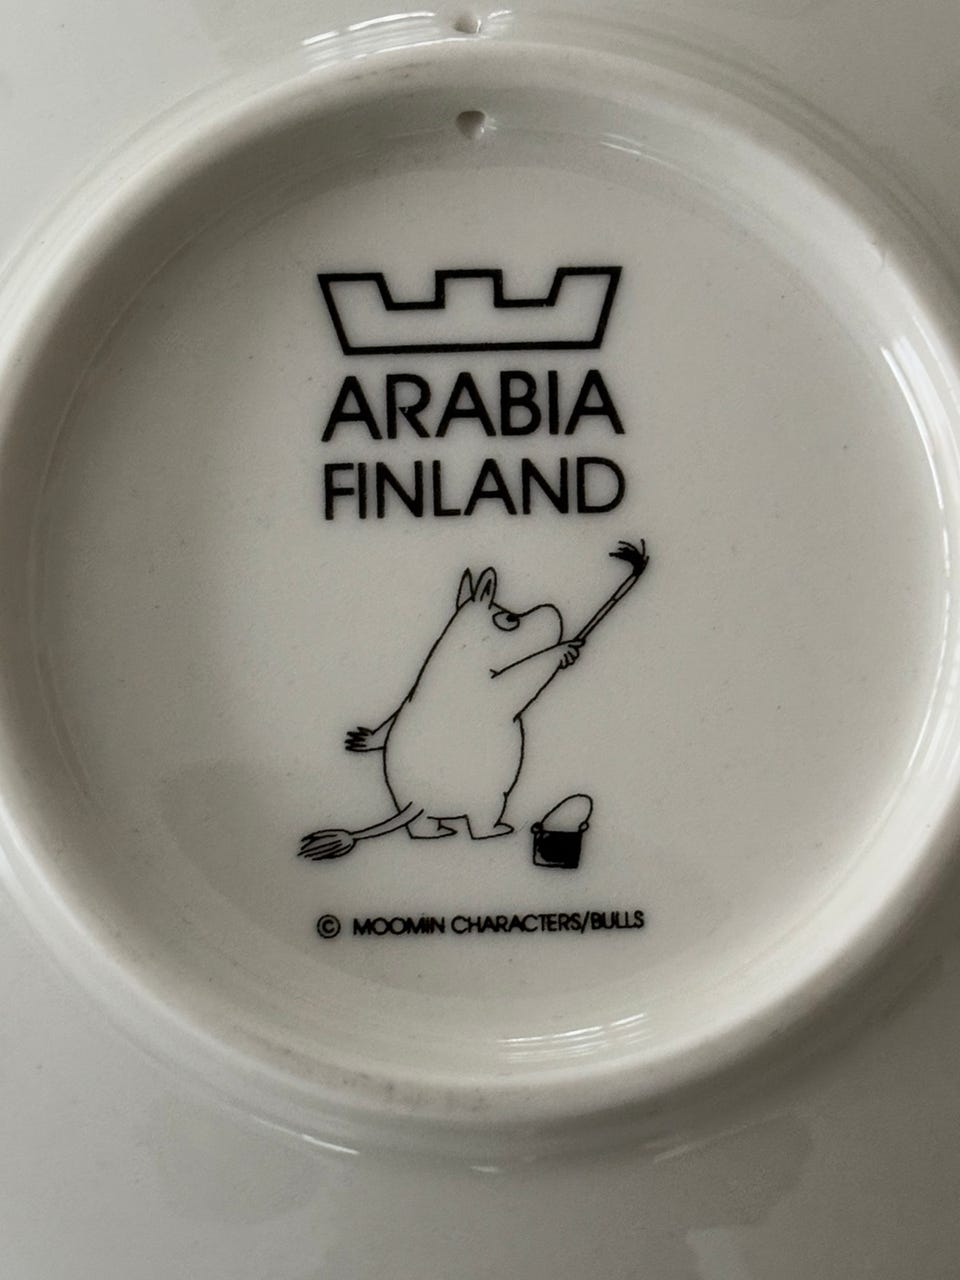 ARABIA
FINLAND
© MOOMIN CHARACTERS/BULLS